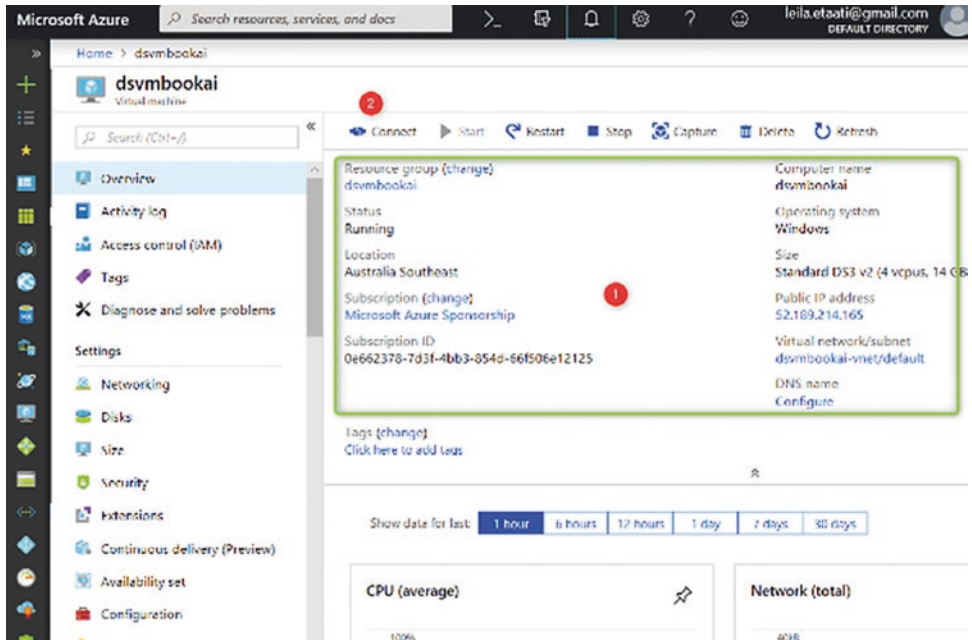 Microsoft Azure
Search resources, services, and docs
leila.etaati@gmail.com
DEFAULT DIRECTORY
Home > dsvmbookai
dsvmbookai
Virtual machine
Search (Ctrl+/)
Overview
Activity log
Access control (IAM)
Tags
Diagnose and solve problems
Settings
Networking
Disks
Size
Security
Extensions
Continuous delivery (Preview)
Availability set
Configuration
2
Connect Start Restart Stop Capture Delete Refresh
Resource group (change)
dsvmbookai
Status
Running
Location
Australia Southeast
Subscription (change)
Microsoft Azure Sponsorship
Subscription ID
0e662378-7d3f-4bb3-854d-66f506e12125
1
Computer name
dsvmbookai
Operating system
Windows
Size
Standard DS3 v2 (4 vcpus, 14 GB
Public IP address
52.189.214.165
Virtual network/subnet
dsvmbookai-vnet/default
DNS name
Configure
Tags (change)
Click here to add tags
Show data for last: 1 hour 6 hours 12 hours 1 day 7 days 30 days
CPU (average)
100%
Network (total)
40kB